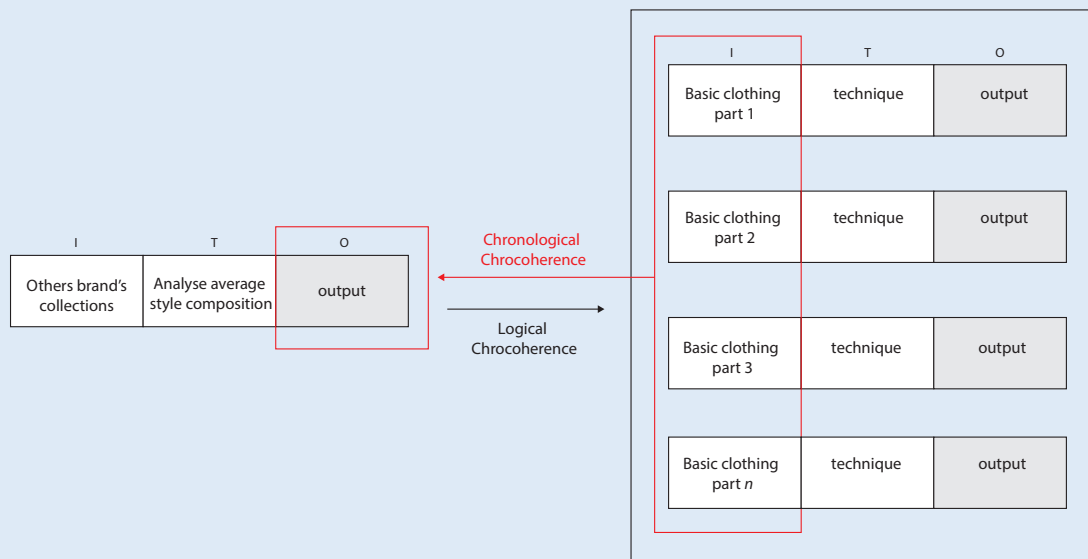 I T O
Basic clothing
part 1
technique
output
Basic clothing
part 2
technique
output
Chronological
Chrocoherence
I T O
Others brand's
collections
Analyse average
style composition
output
Logical
Chrocoherence
Basic clothing
part 3
technique
output
Basic clothing
part n
technique
output